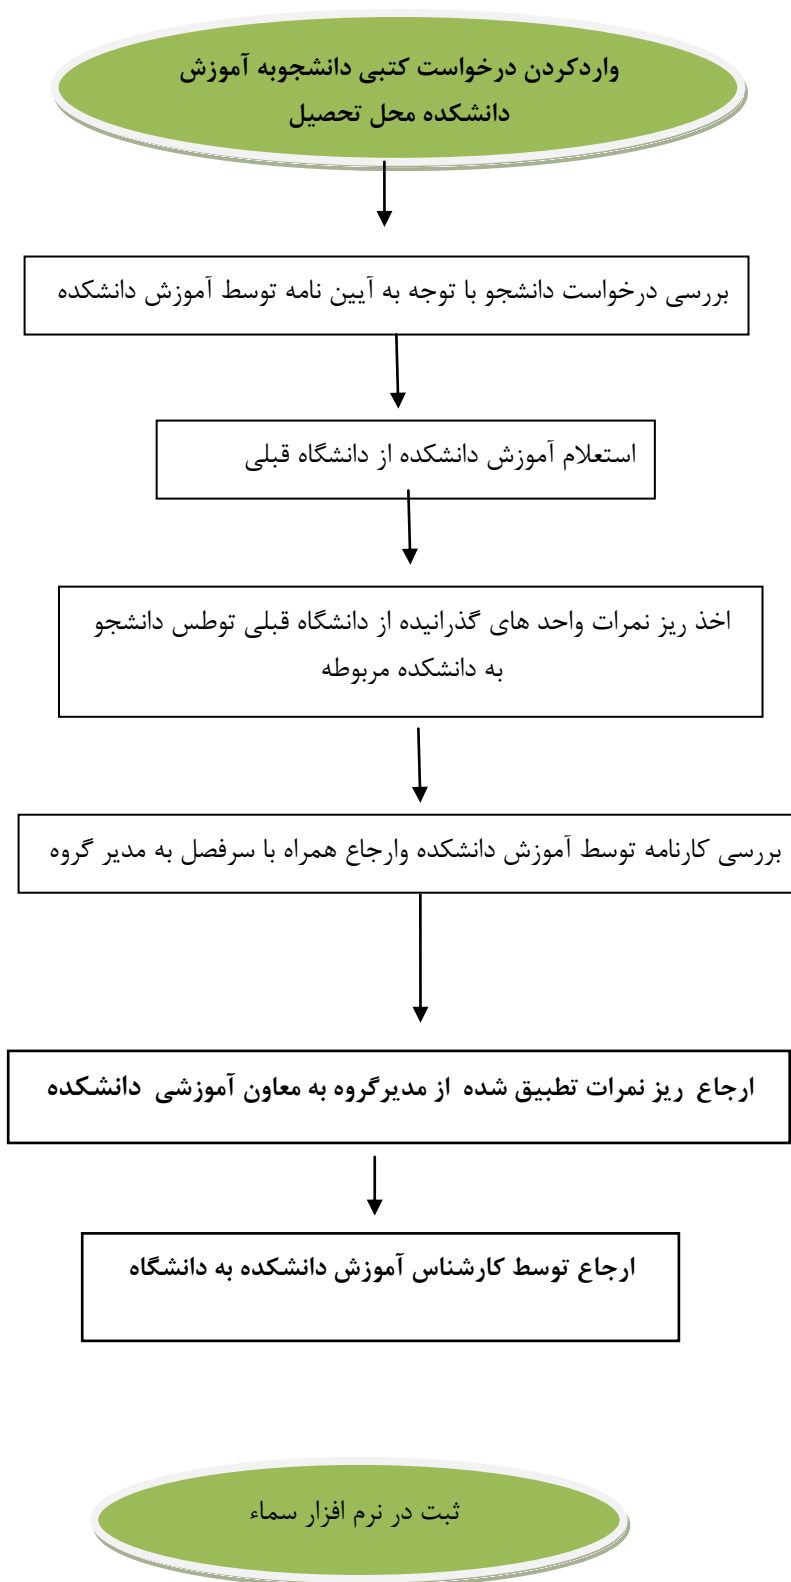 واردکردن درخواست کتبی دانشجوبه آموزش
دانشکده محل تحصیل
بررسی درخواست دانشجو با توجه به آیین نامه توسط آموزش دانشکده
استعلام آموزش دانشکده از دانشگاه قبلی
اخذ ریز نمرات واحد های گذرانیده از دانشگاه قبلی توطس دانشجو
به دانشکده مربوطه
بررسی کارنامه توسط آموزش دانشکده وارجاع همراه با سرفصل به مدیر گروه
ارجاع ریز نمرات تطبیق شده از مدیرگروه به معاون آموزشی دانشکده
ارجاع توسط کارشناس آموزش دانشکده به دانشگاه
ثبت در نرم افزار سماء